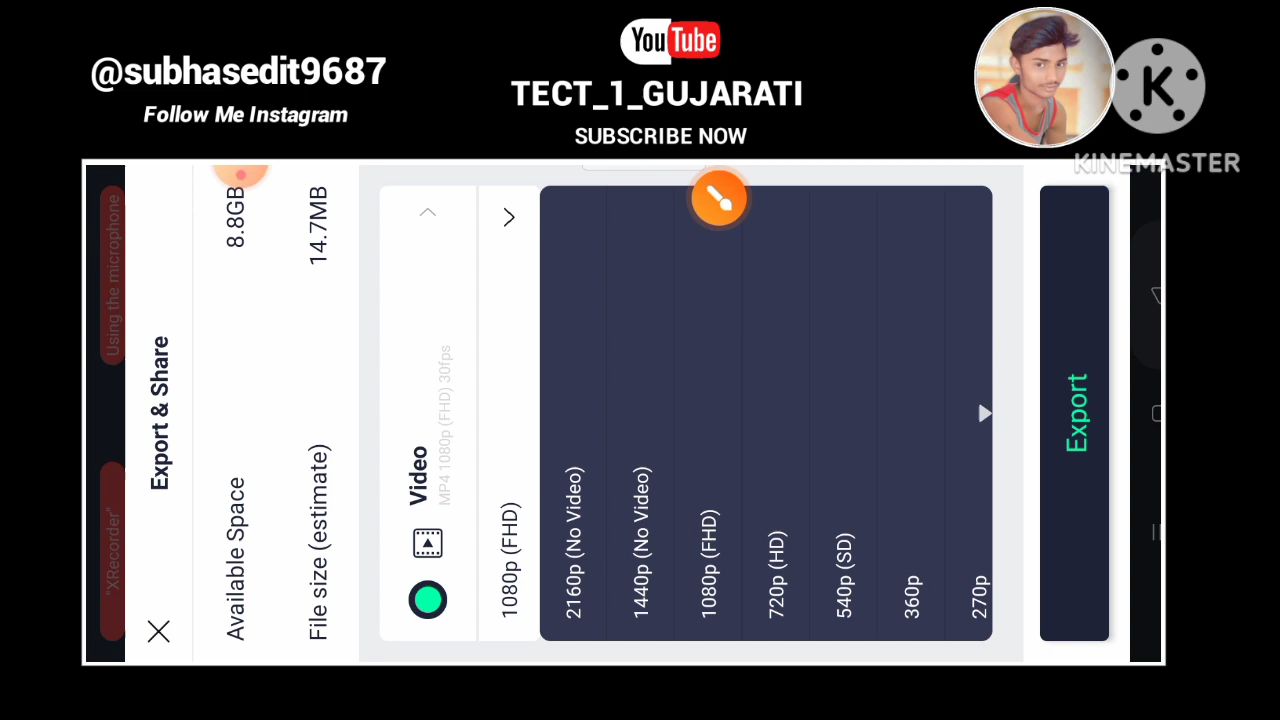 @subhasedit9687
Follow Me Instagram
YouTube
TECT_1_GUJARATI
SUBSCRIBE NOW
K
KINEMASTER
"XRecorder"
Using the microphone
Export & Share
Available Space
8.8GB
File size (estimate)
14.7MB
Video
MP4 1080p (FHD) 30fps
1080p (FHD)
2160p (No Video)
1440p (No Video)
1080p (FHD)
720p (HD)
540p (SD)
360p
270p
Export